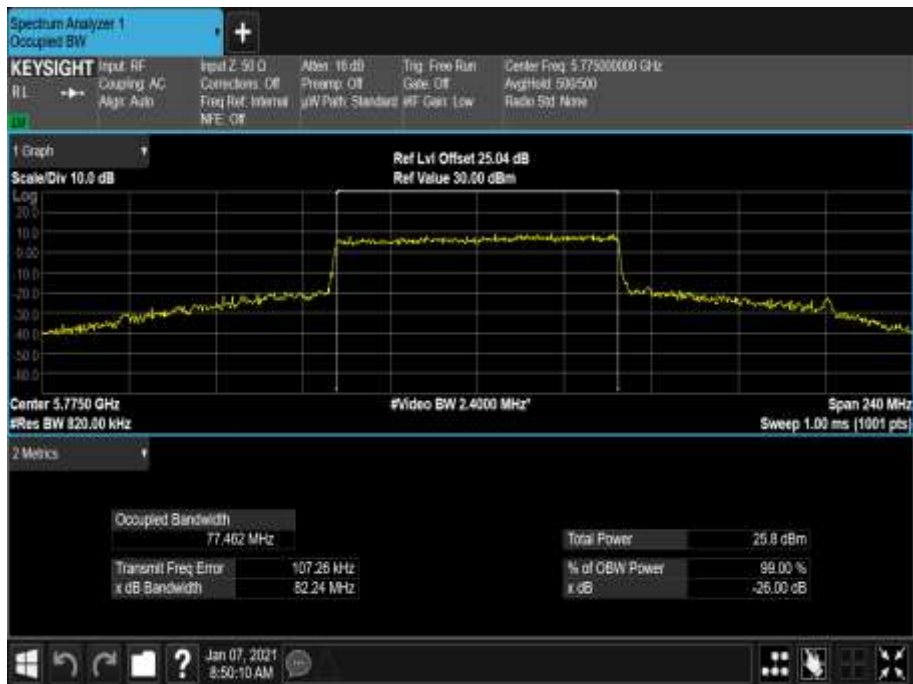 Spectrum Analyzer 1
Occupied BW
+
KEYSIGHT
RL
Input: RF
Coupling: AC
Align: Auto
Input Z: 50 Ω
Corrections: Off
Freq Ref: Internal
NFE: Off
Atten: 16 dB
Preamp: Off
µW Path: Standard
Trig: Free Run
Gate: Off
#IF Gain: Low
Center Freq: 5.775000000 GHz
Avg|Hold: 500/500
Radio Std: None
1 Graph
Scale/Div 10.0 dB
Ref Lvl Offset 25.04 dB
Ref Value 30.00 dBm
Log
20.0
10.0
0.00
-10.0
-20.0
-30.0
-40.0
-50.0
-60.0
Center 5.7750 GHz
#Video BW 2.4000 MHz*
Span 240 MHz
#Res BW 820.00 kHz
Sweep 1.00 ms (1001 pts)
2 Metrics
Occupied Bandwidth
77.462 MHz
Total Power 25.8 dBm
Transmit Freq Error 107.26 kHz
% of OBW Power 99.00 %
x dB Bandwidth 82.24 MHz
x dB -26.00 dB
?
Jan 07, 2021
8:50:10 AM